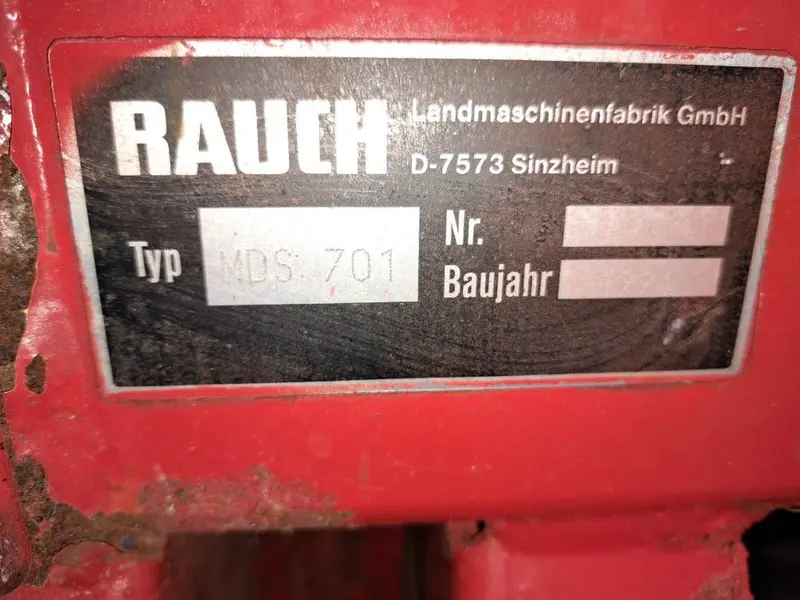 RAUCH
Landmaschinenfabrik GmbH
D-7573 Sinzheim
Typ MDS 701
Nr.
Baujahr